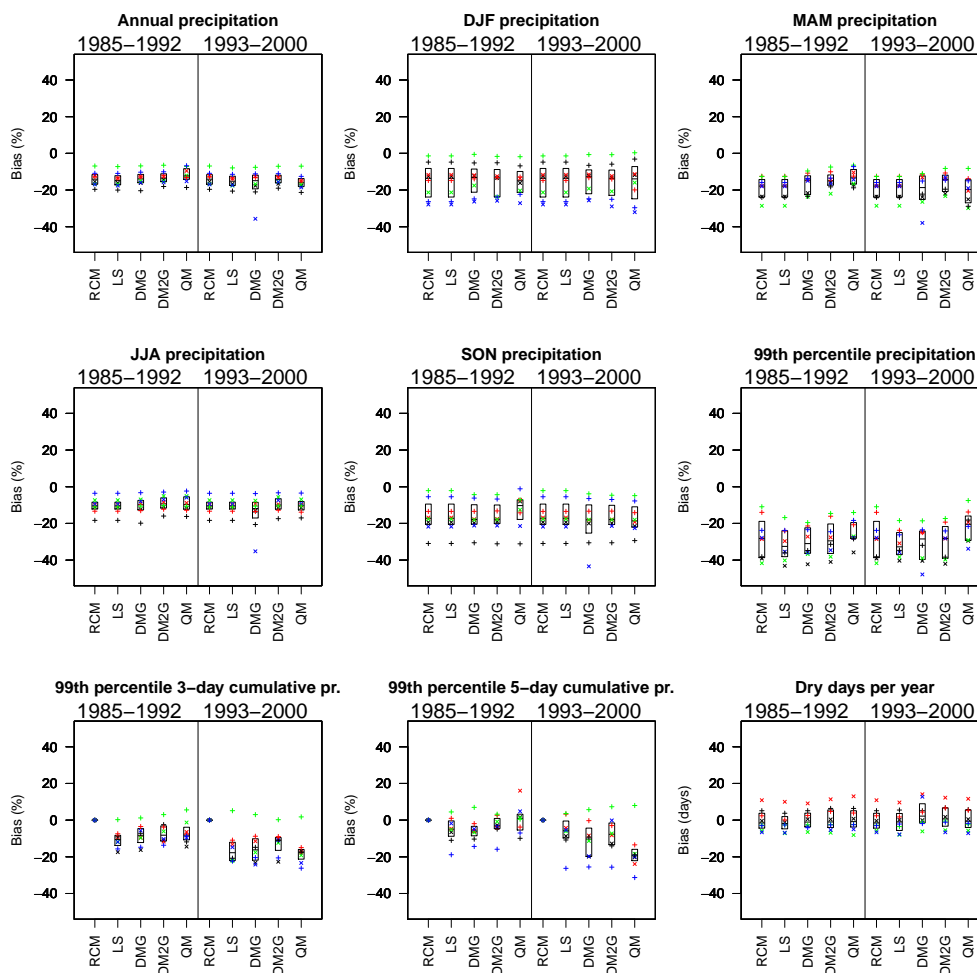 Annual precipitation
1985−1992 1993−2000
Bias (%)
40
20
0
−20
−40
RCM LS DMG DM2G QM RCM LS DMG DM2G QM
DJF precipitation
1985−1992 1993−2000
Bias (%)
40
20
0
−20
−40
RCM LS DMG DM2G QM RCM LS DMG DM2G QM
MAM precipitation
1985−1992 1993−2000
Bias (%)
40
20
0
−20
−40
RCM LS DMG DM2G QM RCM LS DMG DM2G QM
JJA precipitation
1985−1992 1993−2000
Bias (%)
40
20
0
−20
−40
RCM LS DMG DM2G QM RCM LS DMG DM2G QM
SON precipitation
1985−1992 1993−2000
Bias (%)
40
20
0
−20
−40
RCM LS DMG DM2G QM RCM LS DMG DM2G QM
99th percentile precipitation
1985−1992 1993−2000
Bias (%)
40
20
0
−20
−40
RCM LS DMG DM2G QM RCM LS DMG DM2G QM
99th percentile 3−day cumulative pr.
1985−1992 1993−2000
Bias (%)
40
20
0
−20
−40
RCM LS DMG DM2G QM RCM LS DMG DM2G QM
99th percentile 5−day cumulative pr.
1985−1992 1993−2000
Bias (%)
40
20
0
−20
−40
RCM LS DMG DM2G QM RCM LS DMG DM2G QM
Dry days per year
1985−1992 1993−2000
Bias (days)
40
20
0
−20
−40
RCM LS DMG DM2G QM RCM LS DMG DM2G QM